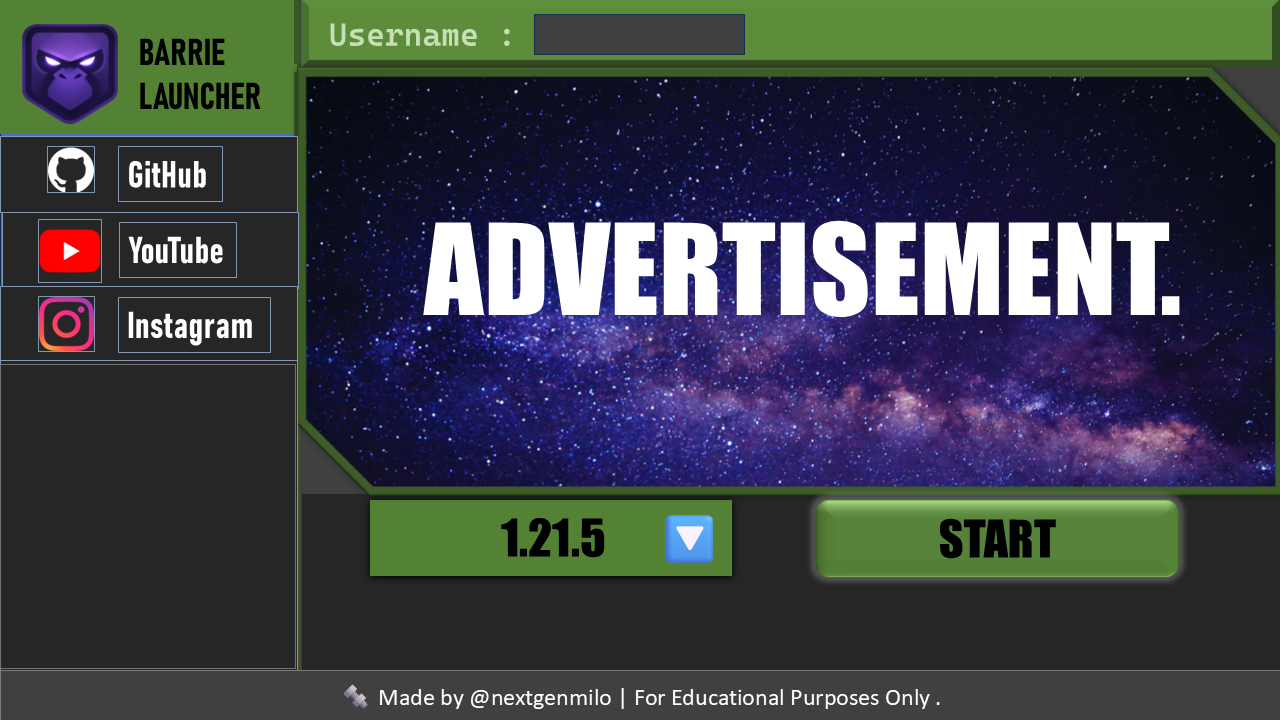 BARRIE
LAUNCHER
Username :
GitHub
YouTube
Instagram
ADVERTISEMENT.
1.21.5
START
Made by @nextgenmilo | For Educational Purposes Only .